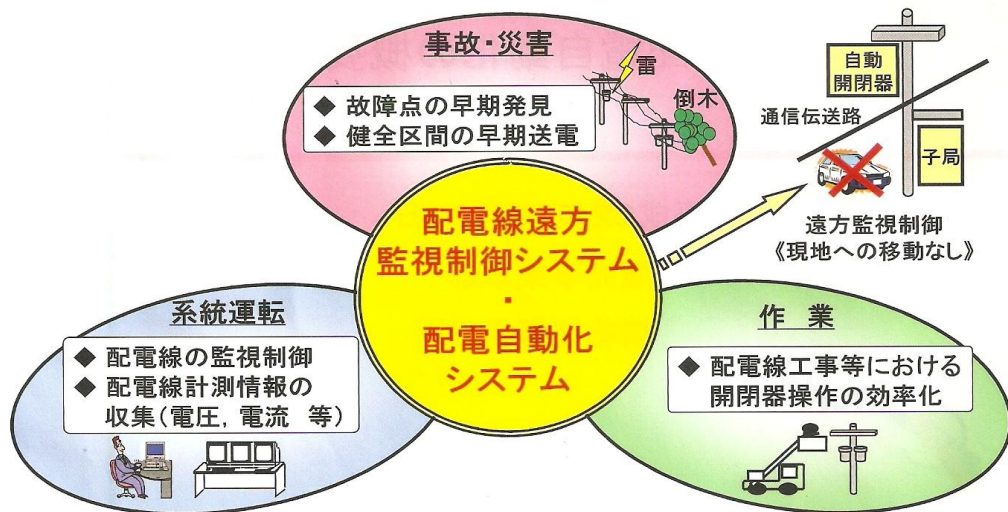 事故・災害
雷
倒木
◆ 故障点の早期発見
◆ 健全区間の早期送電
自動
開閉器
通信伝送路
子局
遠方監視制御
《現地への移動なし》
配電線遠方
監視制御システム
・
配電自動化
システム
系統運転
◆ 配電線の監視制御
◆ 配電線計測情報の
収集(電圧, 電流 等)
作 業
◆ 配電線工事等における
開閉器操作の効率化